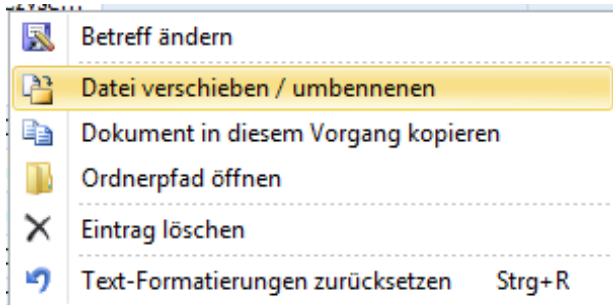 Betreff ändern
Datei verschieben / umbennenen
Dokument in diesem Vorgang kopieren
Ordnerpfad öffnen
Eintrag löschen
Text-Formatierungen zurücksetzen Strg+R